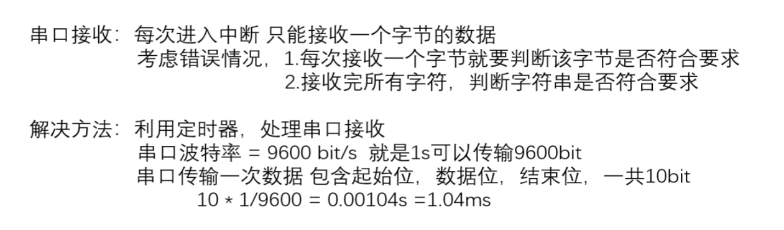 串口接收：每次进入中断 只能接收一个字节的数据
考虑错误情况，1.每次接收一个字节就要判断该字节是否符合要求
2.接收完所有字符，判断字符串是否符合要求
解决方法：利用定时器，处理串口接收
串口波特率 = 9600 bit/s 就是1s可以传输9600bit
串口传输一次数据 包含起始位，数据位，结束位，一共10bit
10 * 1/9600 = 0.00104s =1.04ms